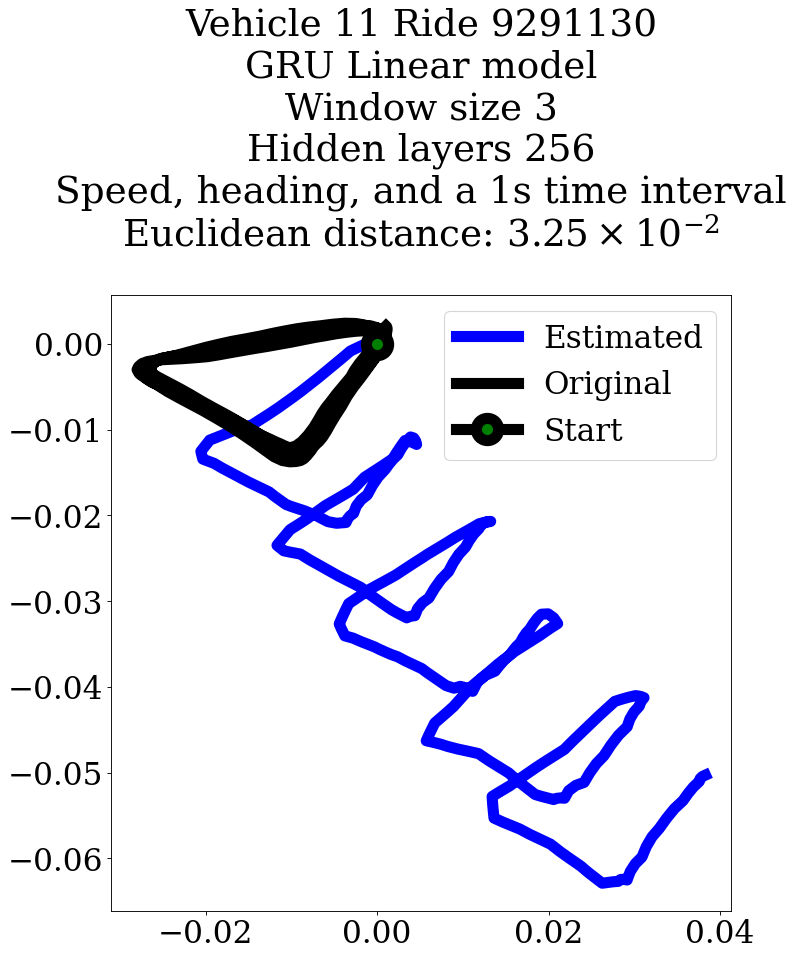 Vehicle 11 Ride 9291130
GRU Linear model
Window size 3
Hidden layers 256
Speed, heading, and a 1s time interval
Euclidean distance: 3.25 × 10⁻²
Estimated
Original
Start
0.00
−0.01
−0.02
−0.03
−0.04
−0.05
−0.06
−0.02 0.00 0.02 0.04